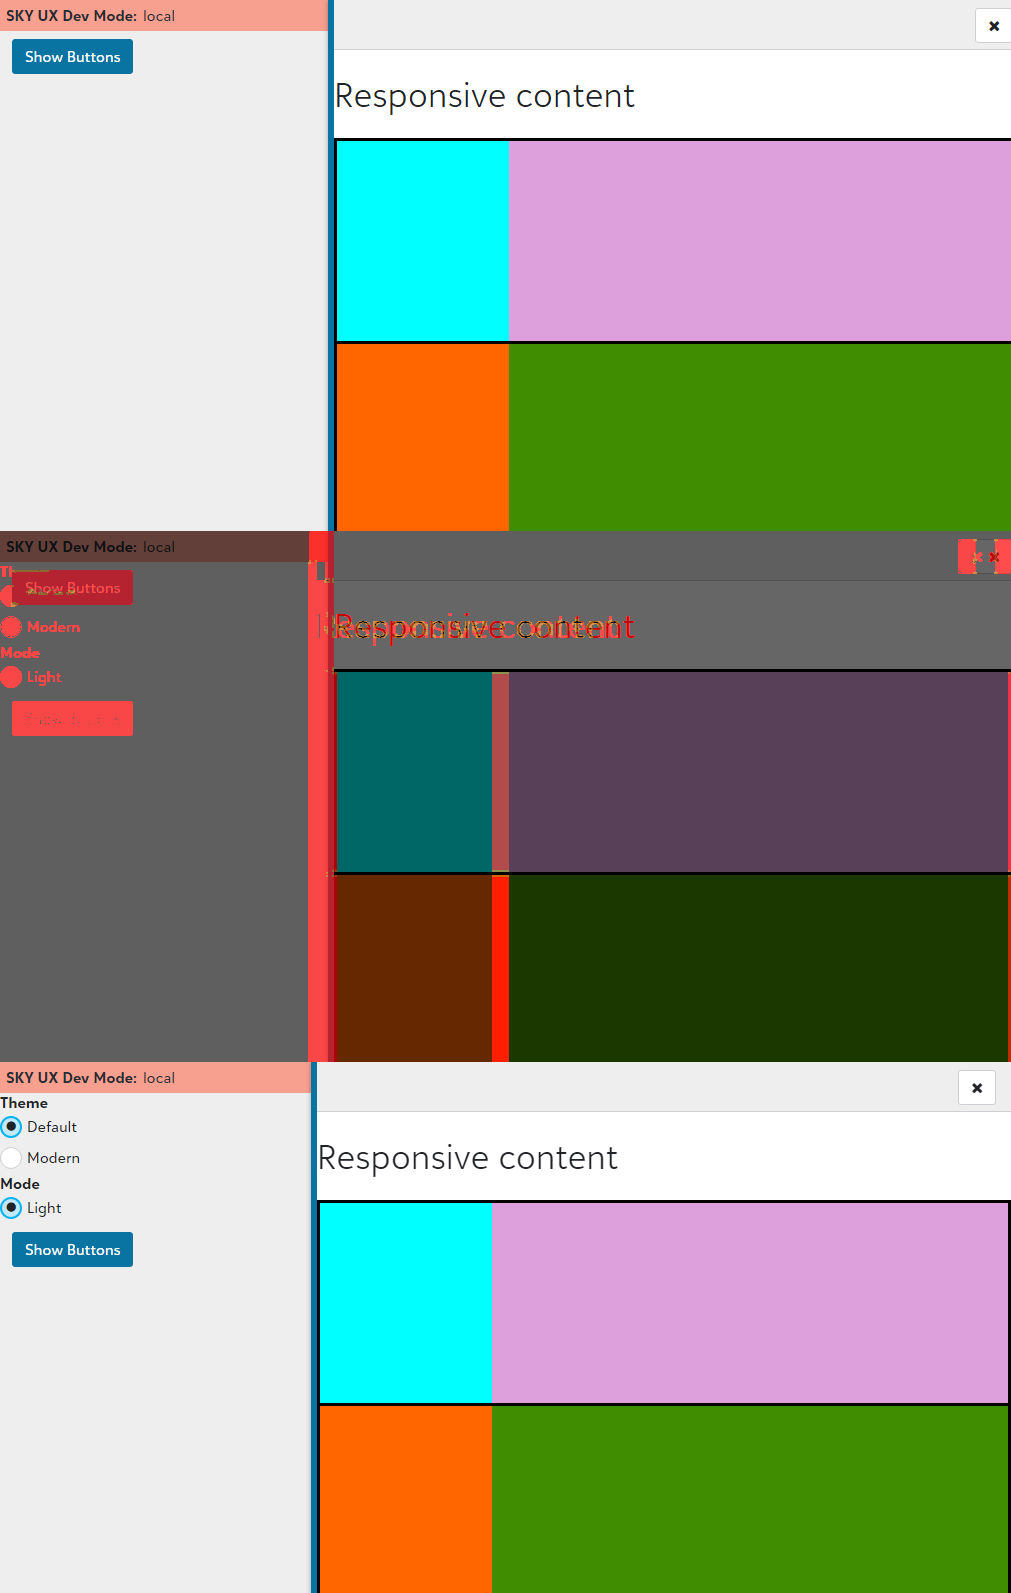 SKY UX Dev Mode: local
Show Buttons
Responsive content
SKY UX Dev Mode: local
Show Buttons
Modern
Mode
Light
Responsive content
SKY UX Dev Mode: local
Theme
Default
Modern
Mode
Light
Show Buttons
Responsive content